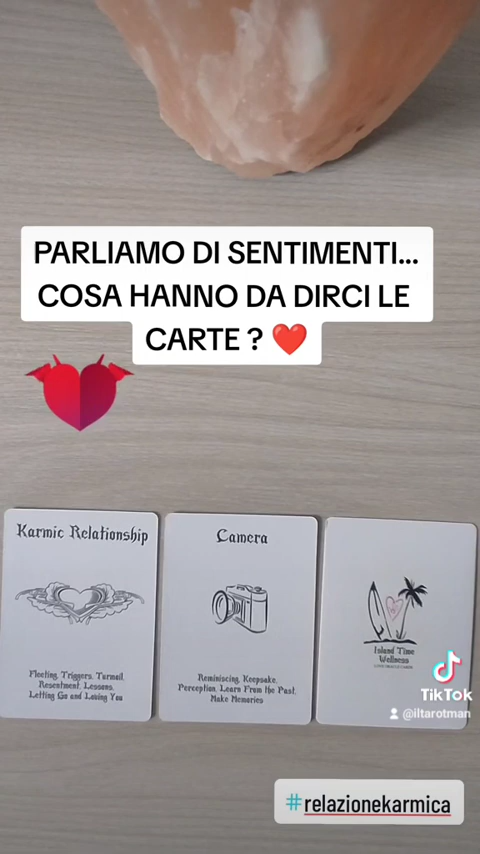 PARLIAMO DI SENTIMENTI...
COSA HANNO DA DIRCI LE
CARTE ? ❤️
Karmic Relationship
Fleeting, Triggers, Turmoil,
Resentment, Lessons,
Letting Go and Loving You
Camera
Reminiscing, Keepsake,
Perception, Learn From the Past,
Make Memories
Island Time
Wellness
TikTok
@iltarotman
#relazionekarmica